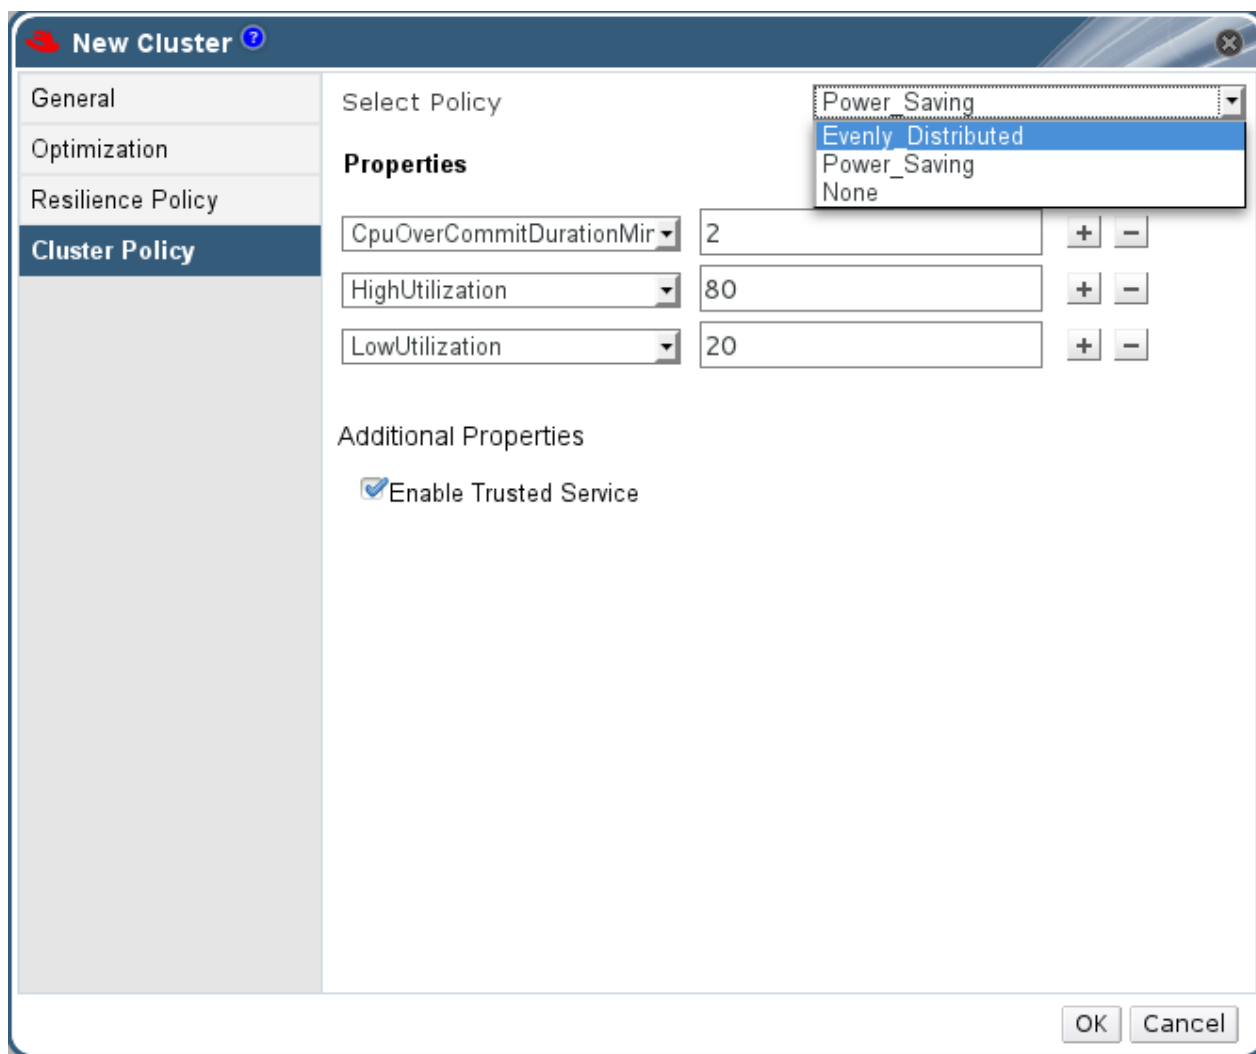 New Cluster ?
General
Optimization
Resilience Policy
Cluster Policy
Select Policy
Power_Saving
Evenly_Distributed
Power_Saving
None
Properties
CpuOverCommitDurationMir 2 + −
HighUtilization 80 + −
LowUtilization 20 + −
Additional Properties
Enable Trusted Service
OK Cancel